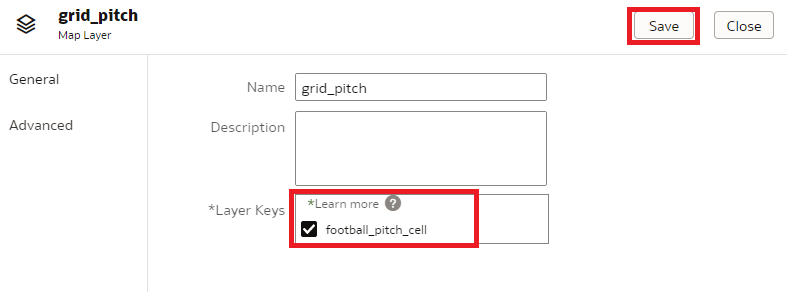 grid_pitch
Map Layer
Save
Close
General
Advanced
Name
grid_pitch
Description
*Layer Keys
*Learn more ?
football_pitch_cell